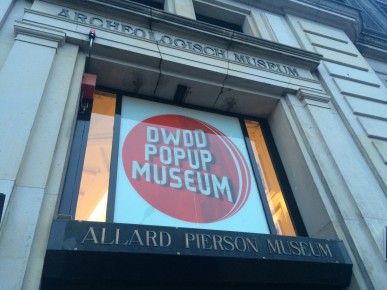 ARCHEOLOGISCH MUSEUM
DWDD
POPUP
MUSEUM
ALLARD PIERSON MUSEUM